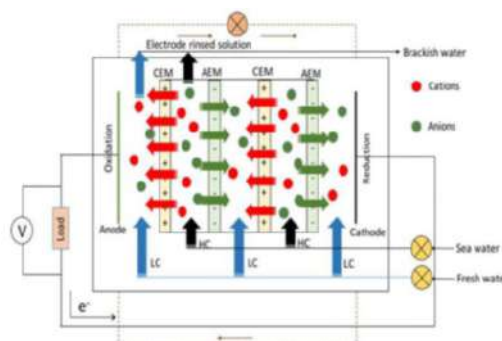 Electrode rinsed solution
Brackish water
CEM
AEM
CEM
AEM
Cations
Anions
Oxidation
Reduction
Anode
Cathode
V
Load
HC
HC
LC
LC
LC
Sea water
Fresh wate
e-